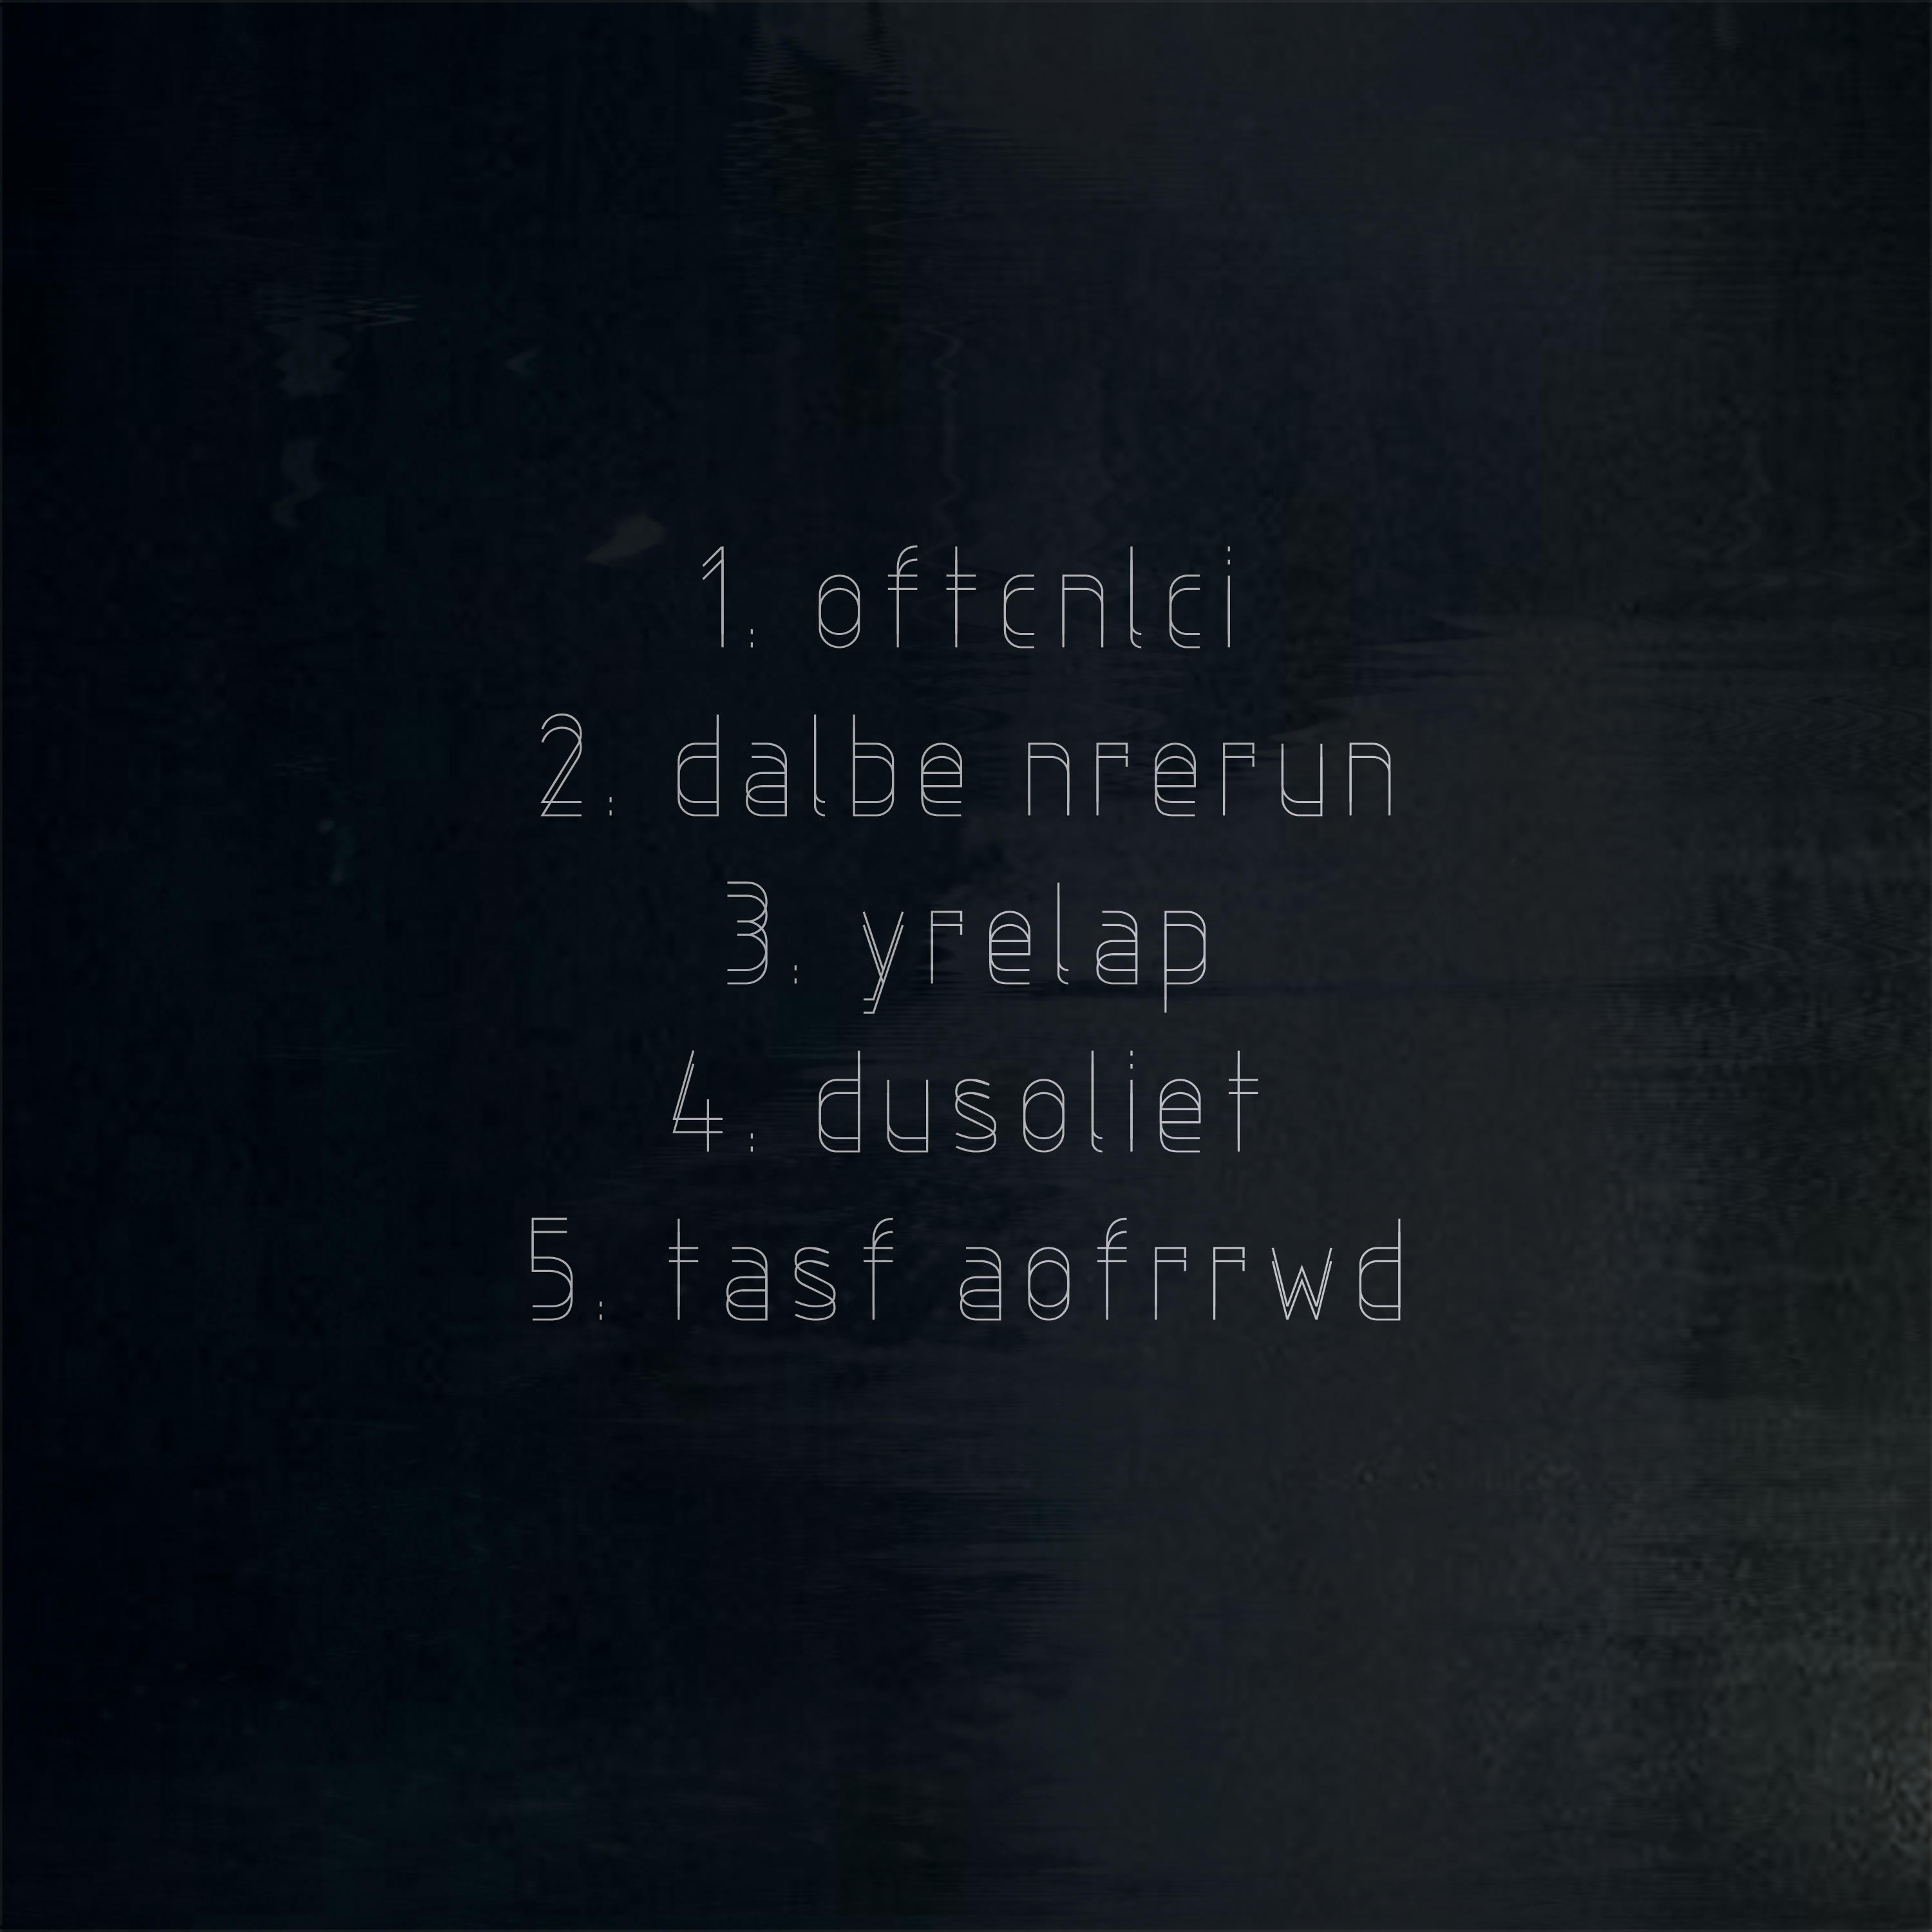 1. oftcnlci
2. dalbe nrerun
3. yrelap
4. dusoliet
5. tasf aofrrwd